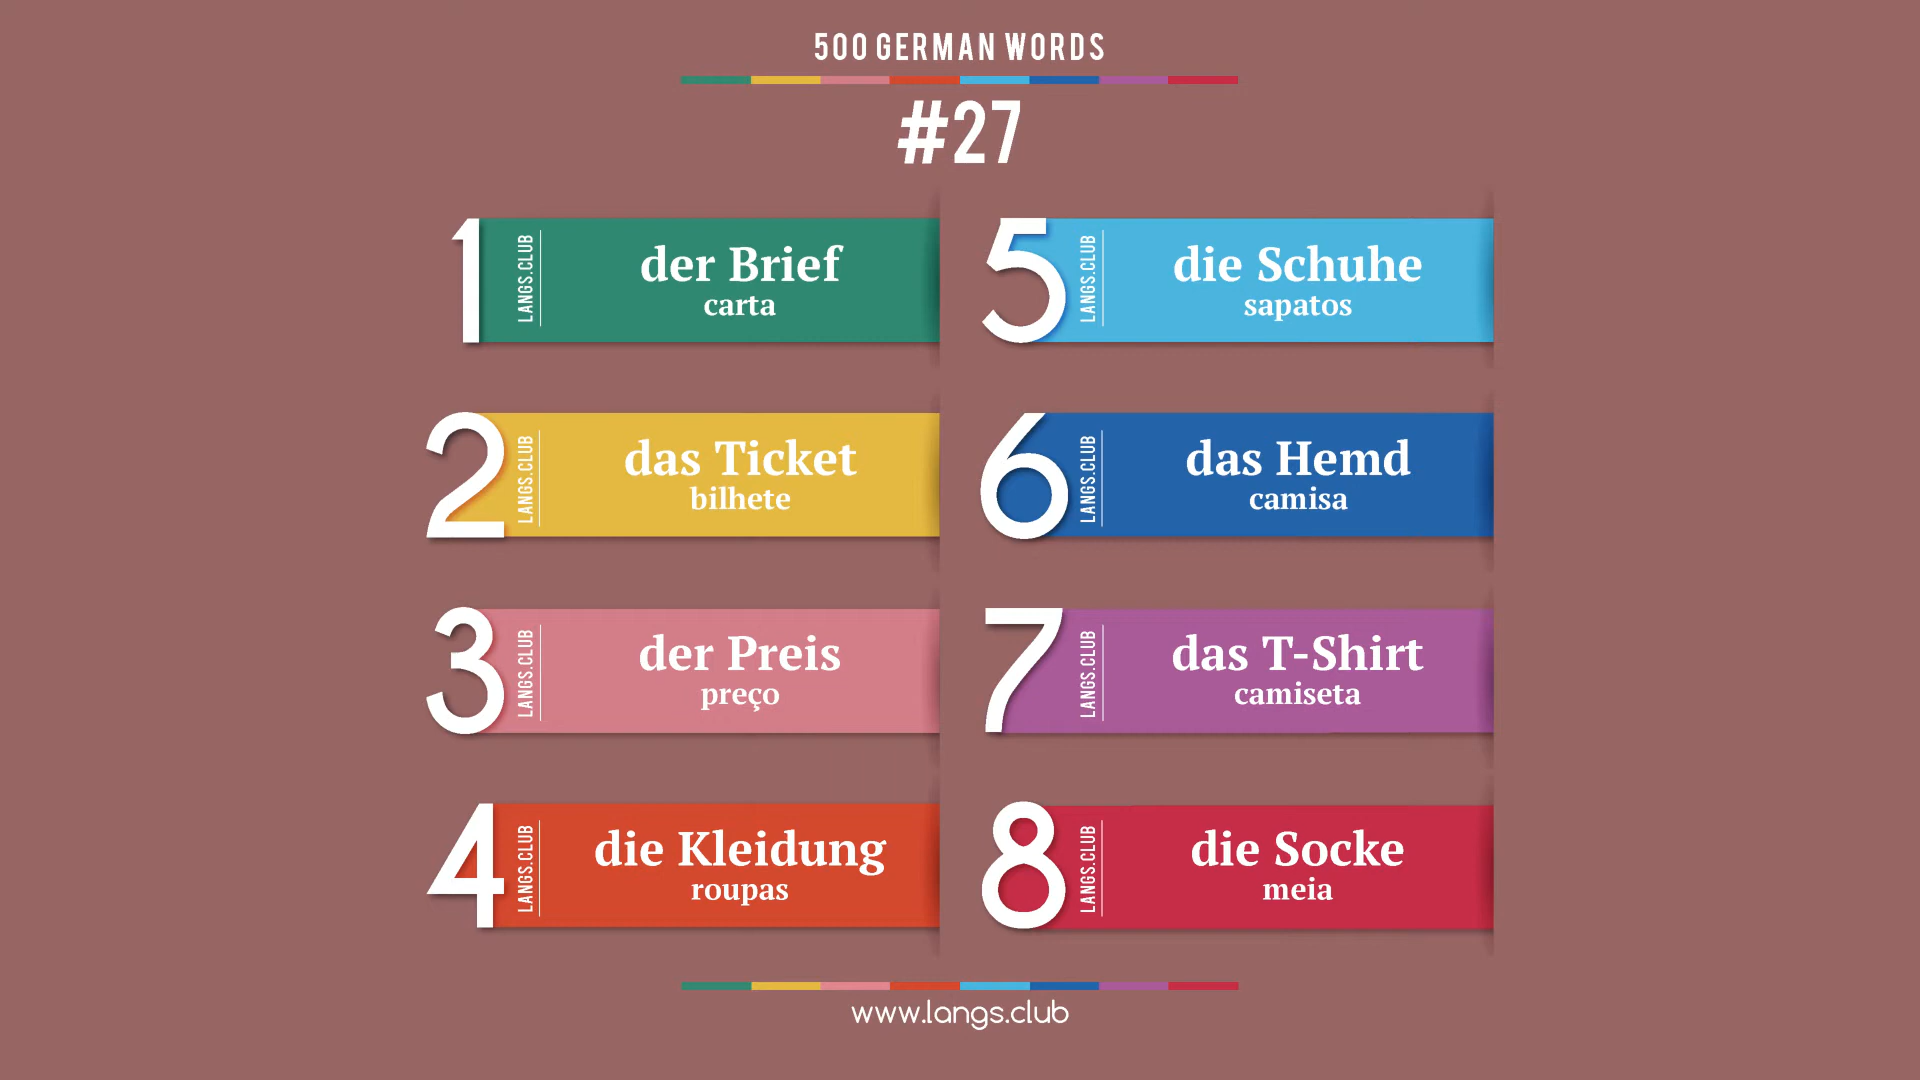 500 GERMAN WORDS
#27
1
LANGS.CLUB
der Brief
carta
2
LANGS.CLUB
das Ticket
bilhete
3
LANGS.CLUB
der Preis
preço
4
LANGS.CLUB
die Kleidung
roupas
5
LANGS.CLUB
die Schuhe
sapatos
6
LANGS.CLUB
das Hemd
camisa
7
LANGS.CLUB
das T-Shirt
camiseta
8
LANGS.CLUB
die Socke
meia
www.langs.club